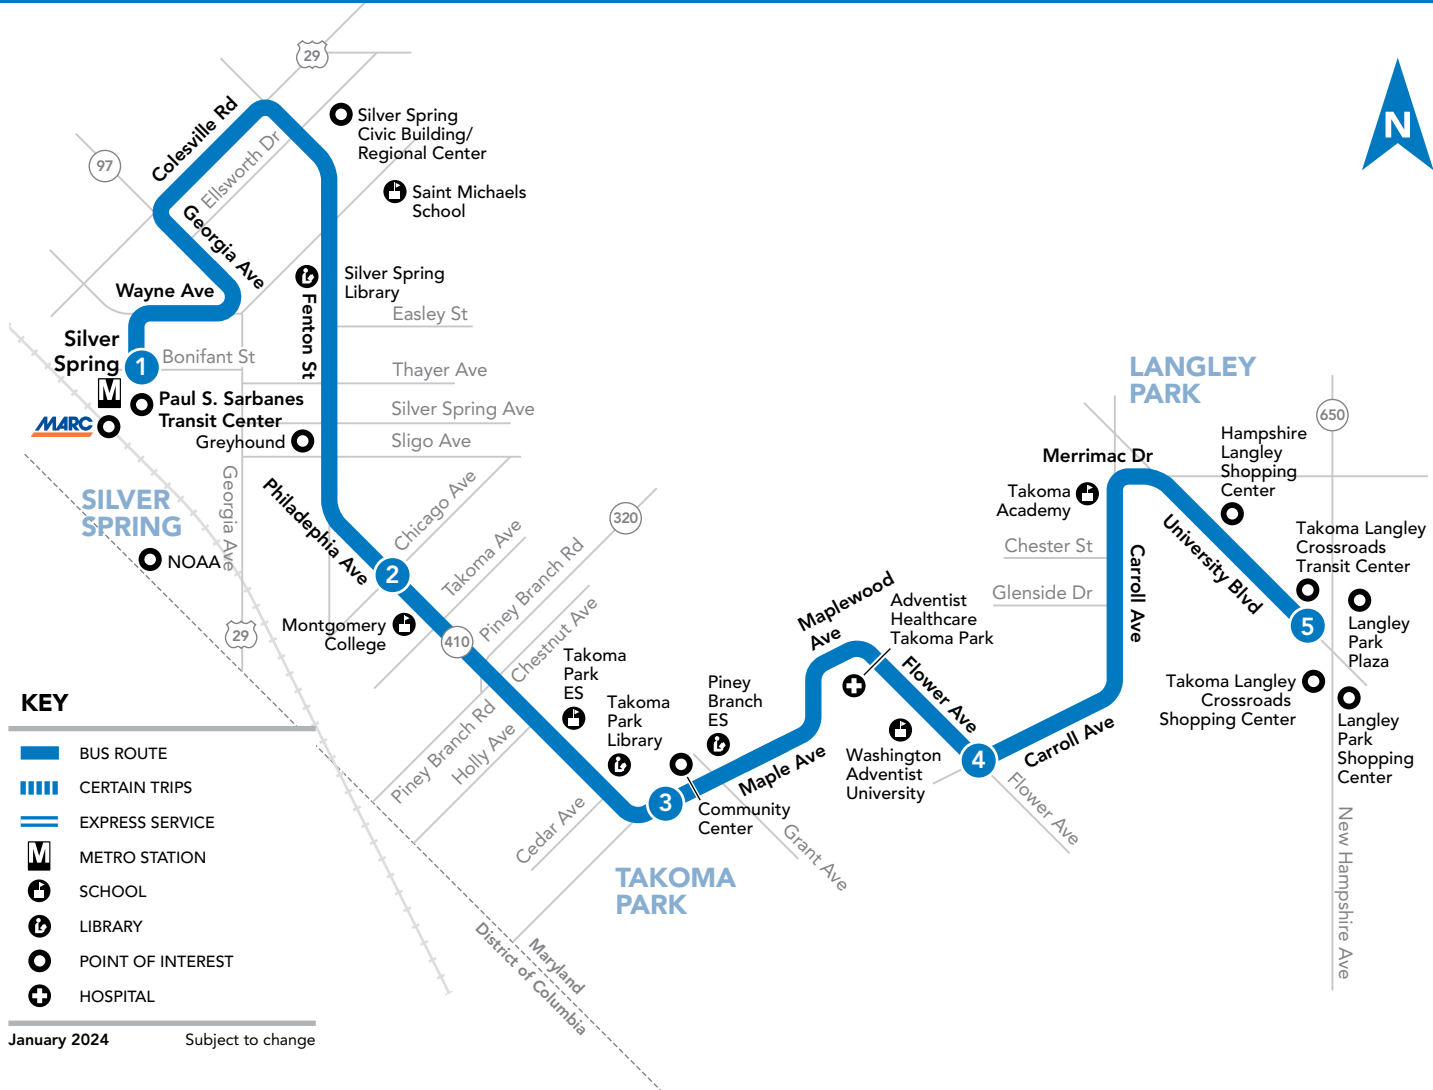 29
Colesville Rd
Ellsworth Dr
Silver Spring
Civic Building/
Regional Center
N
97
Saint Michaels
School
Georgia Ave
Wayne Ave
Silver Spring
Library
Fenton St
Easley St
Silver
Spring
1
Bonifant St
Thayer Ave
M
Paul S. Sarbanes
Transit Center
MARC
Greyhound
Silver Spring Ave
Sligo Ave
LANGLEY
PARK
650
Hampshire
Langley
Shopping
Center
Merrimac Dr
Takoma
Academy
SILVER
SPRING
Georgia Ave
Philadephia Ave
Chicago Ave
320
Takoma Ave
NOAA
2
Piney Branch Rd
Chester St
Glenside Dr
Carroll Ave
University Blvd
Takoma Langley
Crossroads
Transit Center
5
Langley
Park
Plaza
29
Montgomery
College
410
Chestnut Ave
Maplewood
Ave
Adventist
Healthcare
Takoma Park
Flower Ave
Takoma
Park
ES
Takoma
Park
Library
Piney
Branch
ES
Takoma Langley
Crossroads
Shopping Center
Langley
Park
Shopping
Center
Piney Branch Rd
Holly Ave
Maple Ave
Washington
Adventist
University
4
Carroll Ave
Flower Ave
3
Community
Center
Cedar Ave
Grant Ave
New Hampshire Ave
TAKOMA
PARK
Maryland
District of Columbia
KEY
BUS ROUTE
CERTAIN TRIPS
EXPRESS SERVICE
M
METRO STATION
SCHOOL
LIBRARY
POINT OF INTEREST
HOSPITAL
January 2024
Subject to change